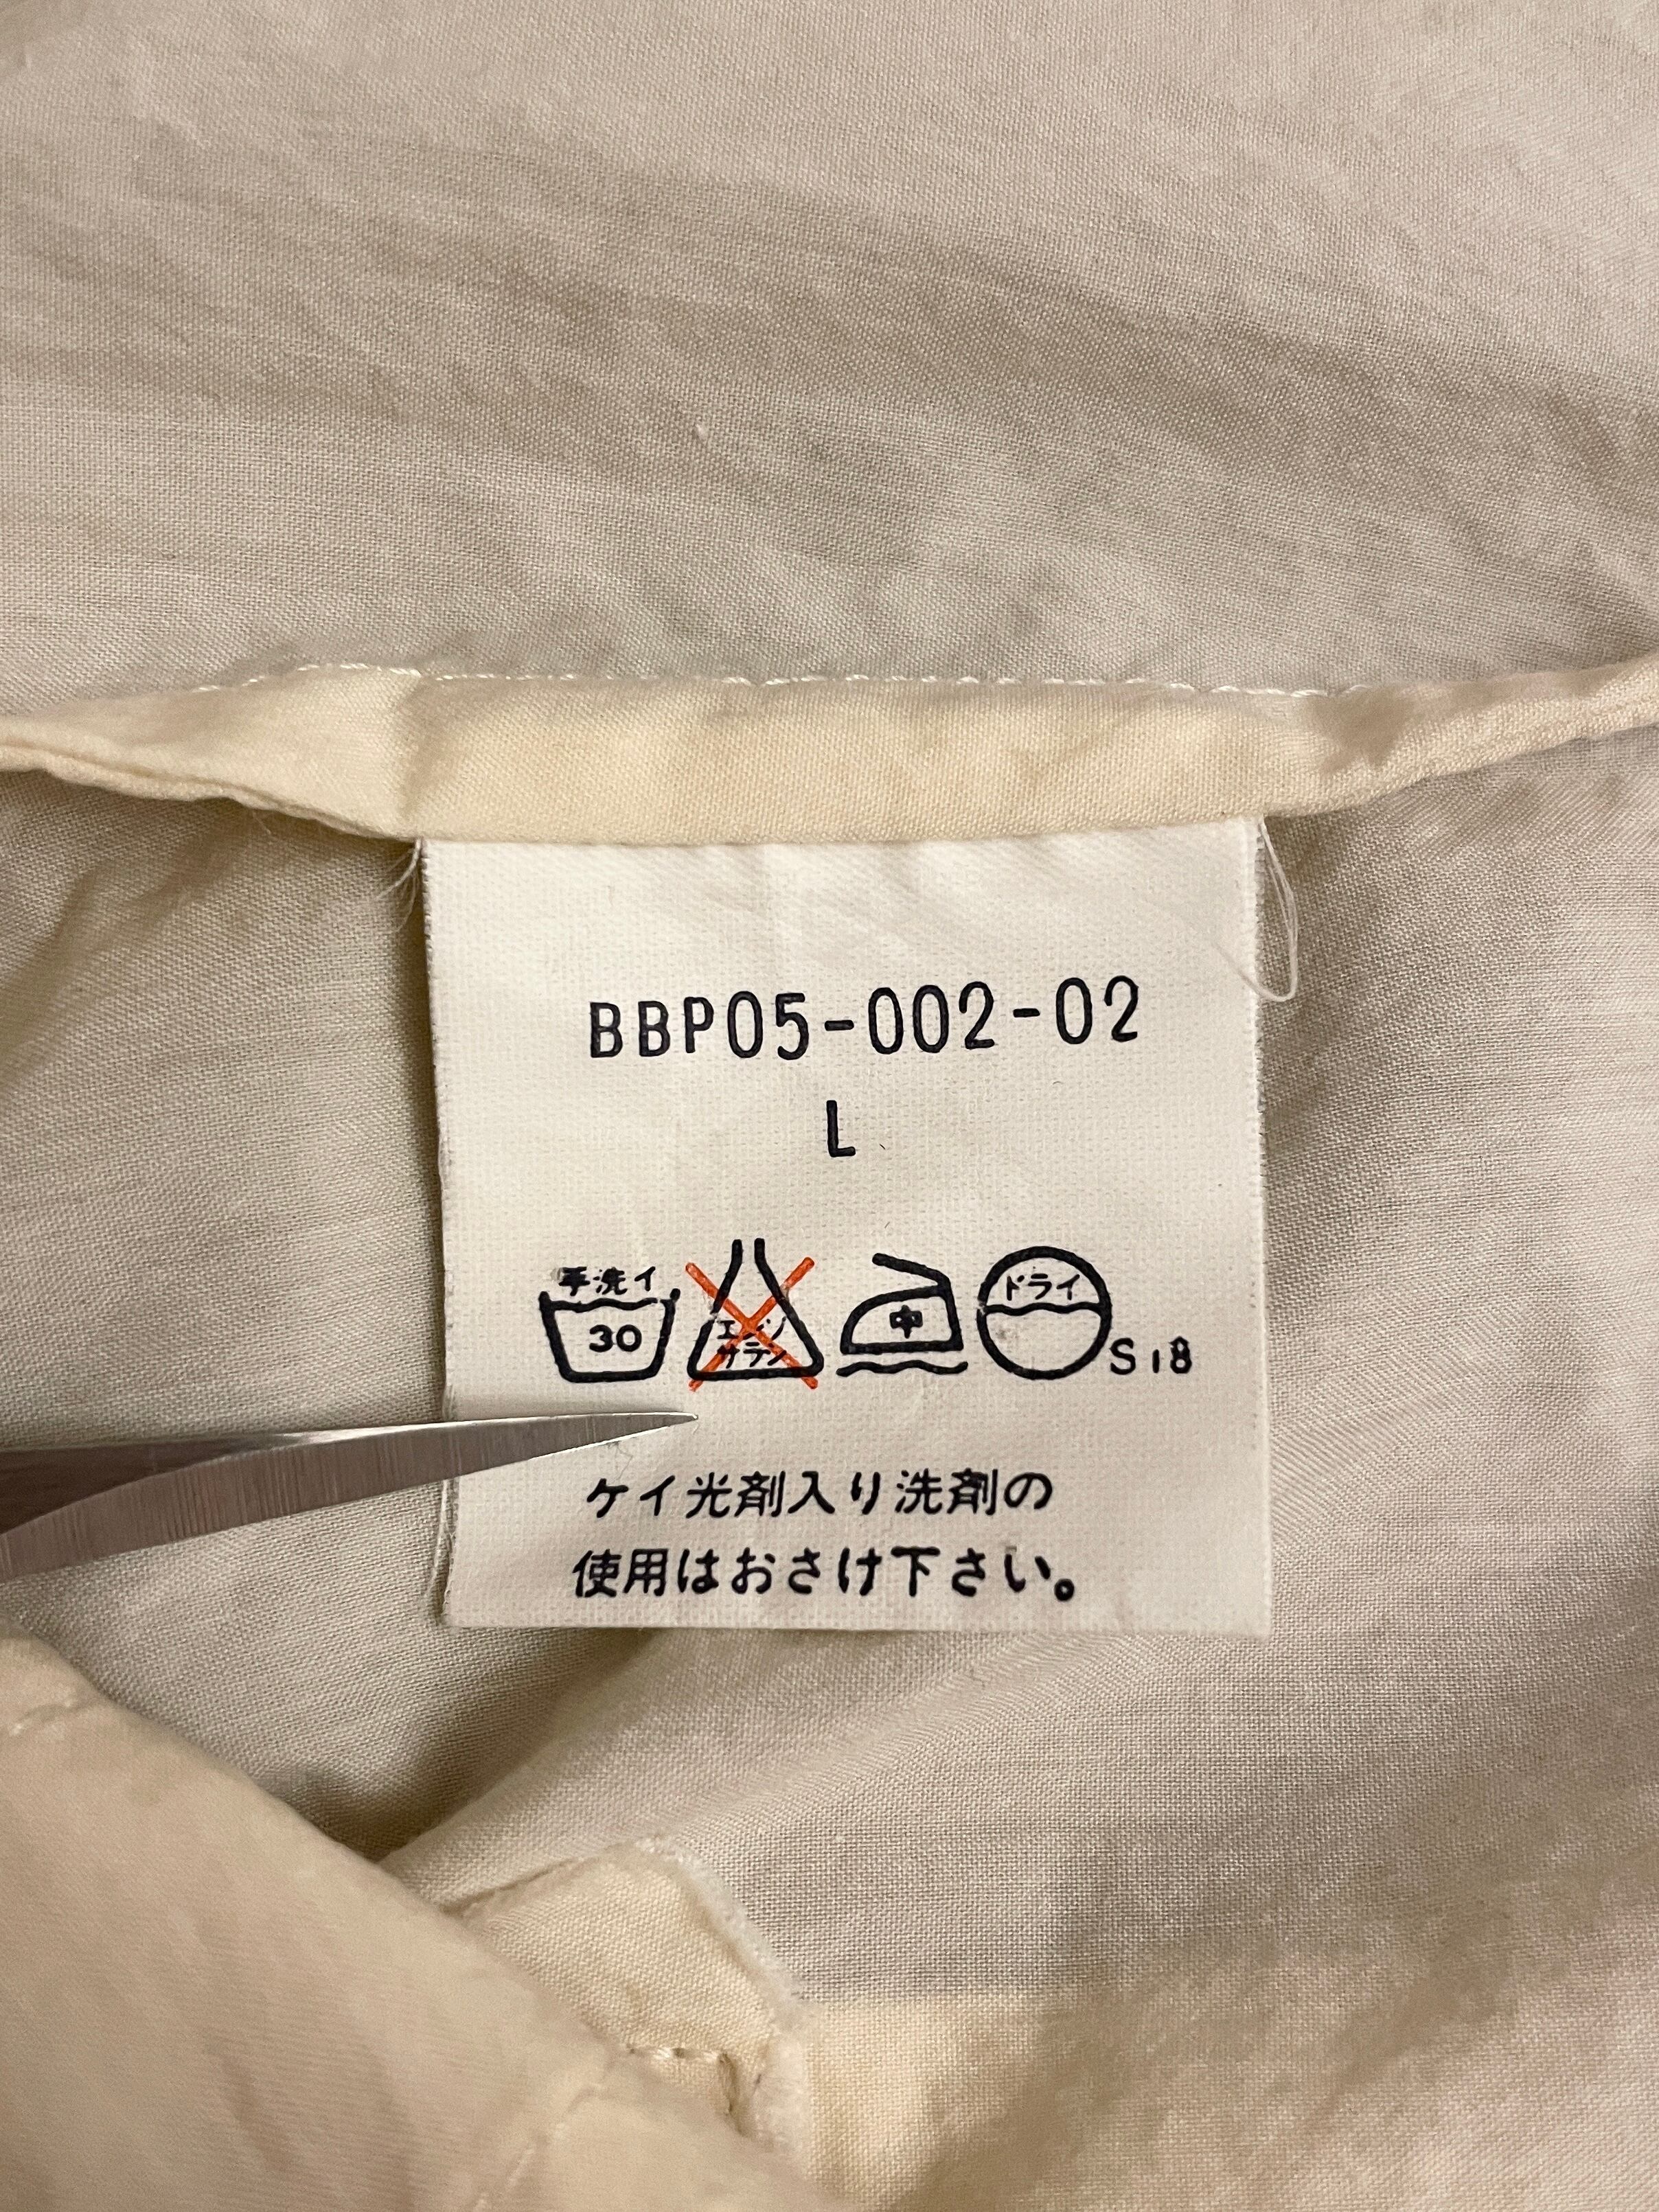 BBP05-002-02
L
手洗イ
30
エンソ
サラシ
中
ドライ
S18
ケイ光剤入り洗剤の
使用はおさけ下さい。